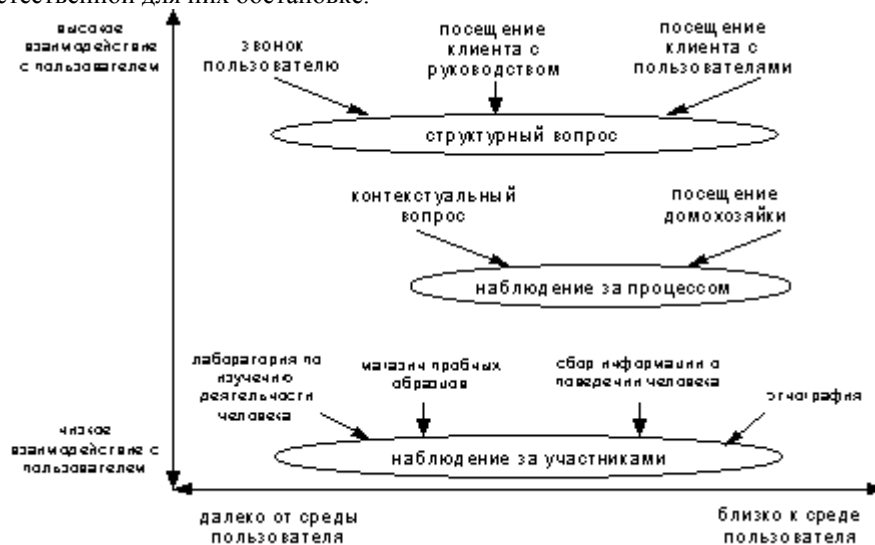 естественной для них обстановке.
высокое
взаимодействие
с пользователем
звонок
пользователю
посещение
клиента с
руководством
посещение
клиента с
пользователями
структурный вопрос
контекстуальный
вопрос
посещение
домохозяйки
наблюдение за процессом
лаборатория по
изучению
деятельности
человека
магазин пробных
образцов
сбор информации о
поведении человека
этнография
наблюдение за участниками
низкое
взаимодействие с
пользователем
далеко от среды
пользователя
близко к среде
пользователя